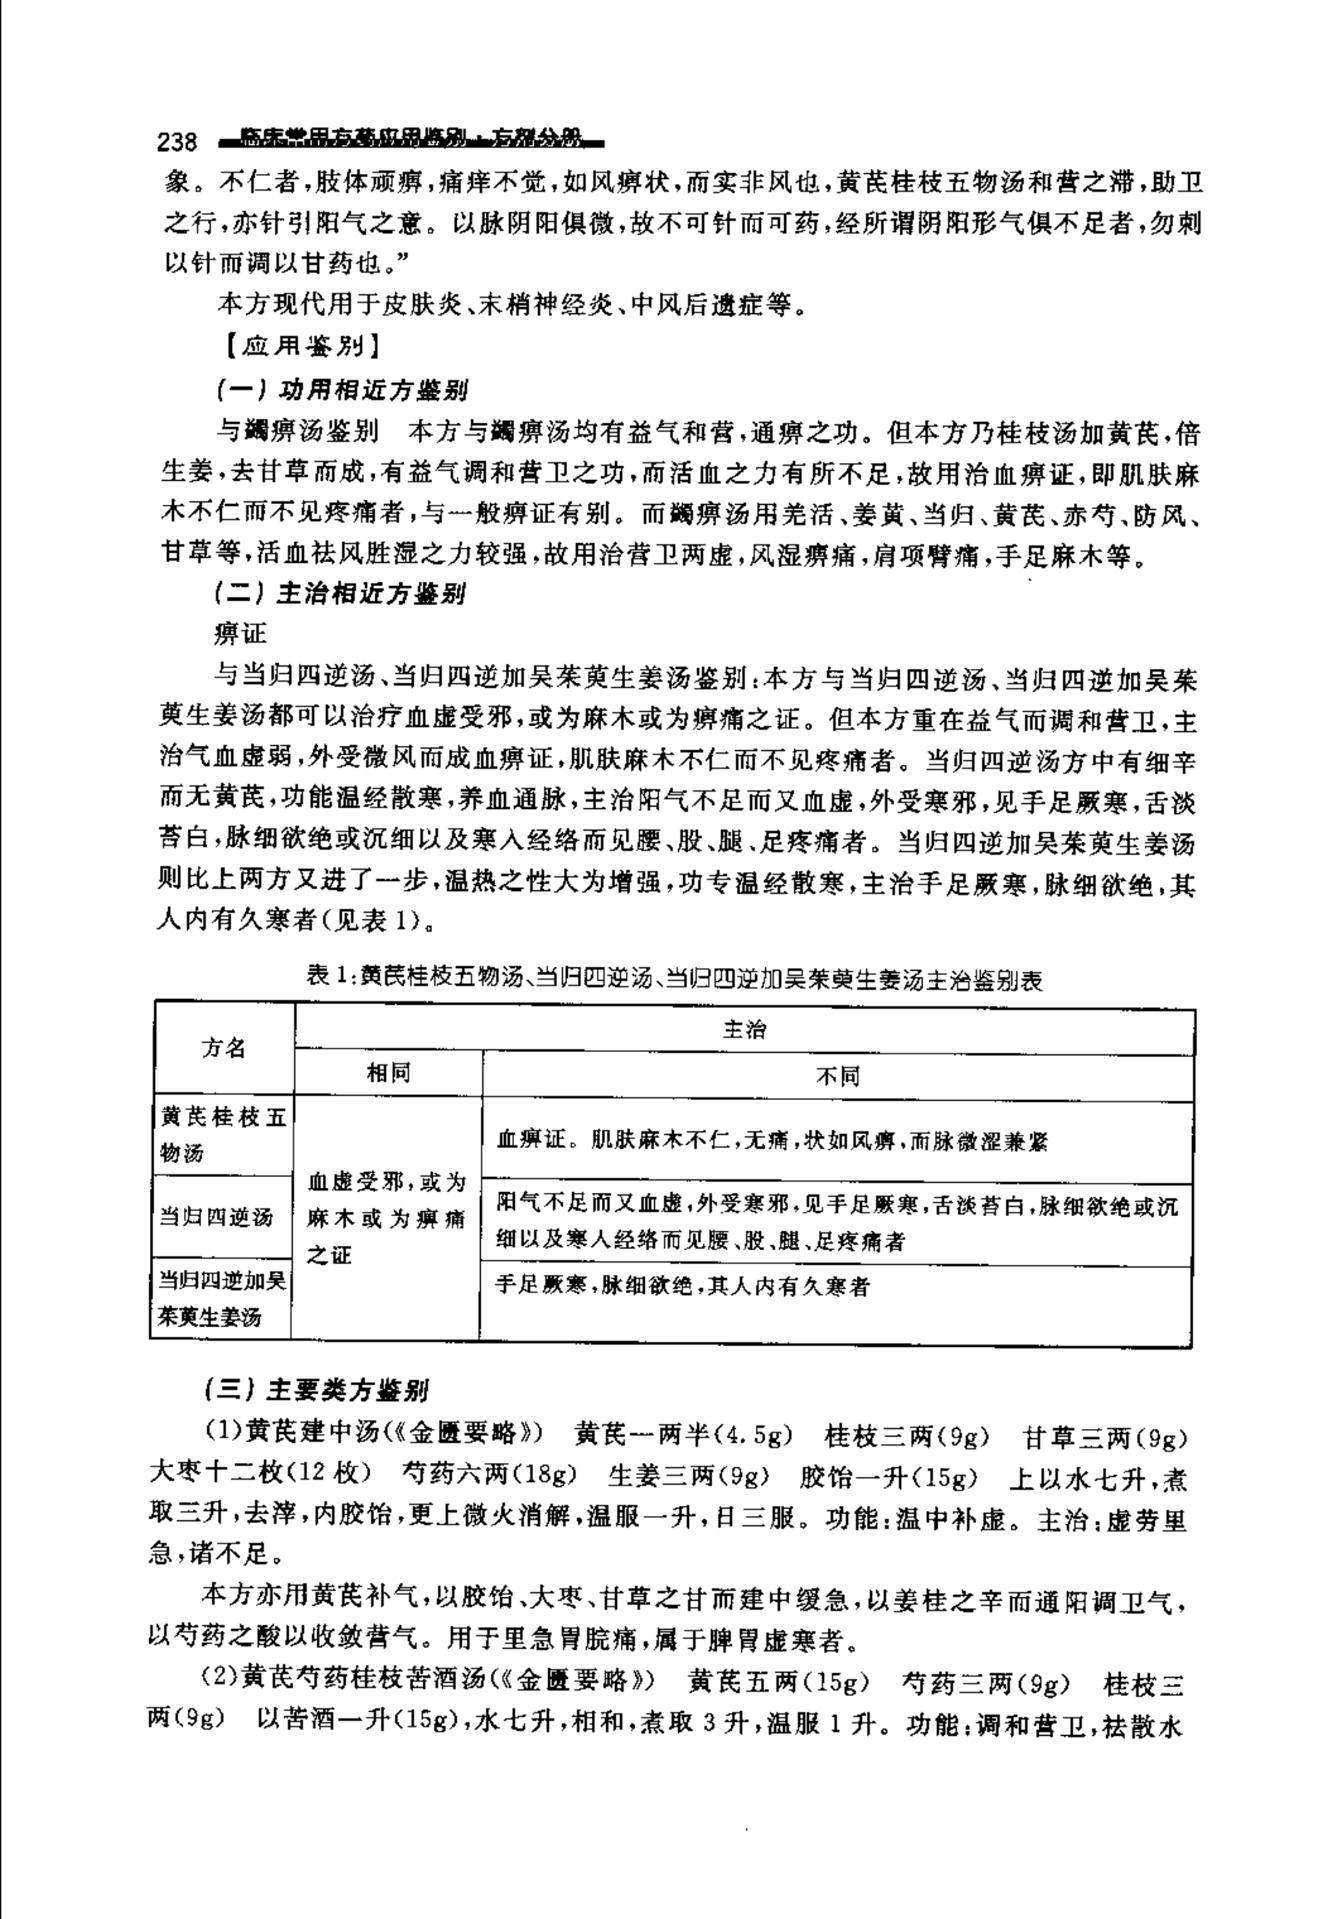 238 临床常用方药应用鉴别·方剂分册
象。不仁者,肢体顽痹,痛痒不觉,如风痹状,而实非风也,黄芪桂枝五物汤和营之滞,助卫
之行,亦针引阳气之意。以脉阴阳俱微,故不可针而可药,经所谓阴阳形气俱不足者,勿刺
以针而调以甘药也。”
本方现代用于皮肤炎、末梢神经炎、中风后遗症等。
【应用鉴别】
(一)功用相近方鉴别
与蠲痹汤鉴别 本方与蠲痹汤均有益气和营,通痹之功。但本方乃桂枝汤加黄芪,倍
生姜,去甘草而成,有益气调和营卫之功,而活血之力有所不足,故用治血痹证,即肌肤麻
木不仁而不见疼痛者,与一般痹证有别。而蠲痹汤用羌活、姜黄、当归、黄芪、赤芍、防风、
甘草等,活血祛风胜湿之力较强,故用治营卫两虚,风湿痹痛,肩项臂痛,手足麻木等。
(二)主治相近方鉴别
痹证
与当归四逆汤、当归四逆加吴茱萸生姜汤鉴别:本方与当归四逆汤、当归四逆加吴茱
萸生姜汤都可以治疗血虚受邪,或为麻木或为痹痛之证。但本方重在益气而调和营卫,主
治气血虚弱,外受微风而成血痹证,肌肤麻木不仁而不见疼痛者。当归四逆汤方中有细辛
而无黄芪,功能温经散寒,养血通脉,主治阳气不足而又血虚,外受寒邪,见手足厥寒,舌淡
苔白,脉细欲绝或沉细以及寒入经络而见腰、股、腿、足疼痛者。当归四逆加吴茱萸生姜汤
则比上两方又进了一步,温热之性大为增强,功专温经散寒,主治手足厥寒,脉细欲绝,其
人内有久寒者(见表1)。
表1:黄芪桂枝五物汤、当归四逆汤、当归四逆加吴茱萸生姜汤主治鉴别表
方名
主治
相同
不同
黄芪桂枝五
物汤
血虚受邪,或为
麻木或为痹痛
之证
血痹证。肌肤麻木不仁,无痛,状如风痹,而脉微涩兼紧
当归四逆汤
阳气不足而又血虚,外受寒邪,见手足厥寒,舌淡苔白,脉细欲绝或沉
细以及寒人经络而见腰、股、腿、足疼痛者
当归四逆加吴
茱萸生姜汤
手足厥寒,脉细欲绝,其人内有久寒者
(三)主要类方鉴别
(1)黄芪建中汤(《金匮要略》) 黄芪一两半(4.5g) 桂枝三两(9g) 甘草三两(9g)
大枣十二枚(12枚) 芍药六两(18g) 生姜三两(9g) 胶饴一升(15g) 上以水七升,煮
取三升,去滓,内胶饴,更上微火消解,温服一升,日三服。功能:温中补虚。主治:虚劳里
急,诸不足。
本方亦用黄芪补气,以胶饴、大枣、甘草之甘而建中缓急,以姜桂之辛而通阳调卫气,
以芍药之酸以收敛营气。用于里急胃脘痛,属于脾胃虚寒者。
(2)黄芪芍药桂枝苦酒汤(《金匮要略》) 黄芪五两(15g) 芍药三两(9g) 桂枝三
两(9g) 以苦酒一升(15g),水七升,相和,煮取3升,温服1升。功能:调和营卫,祛散水